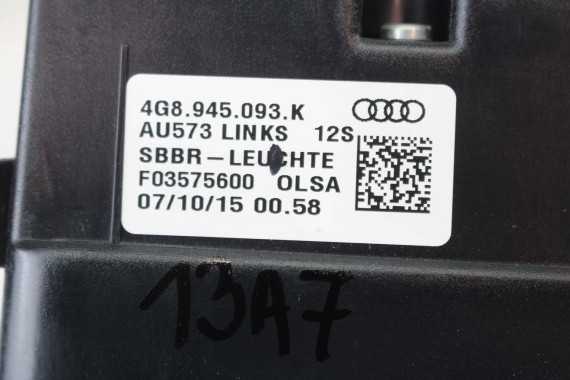 4G8.945.093.K
AU573 LINKS 12S
SBBR-LEUCHTE
F03575600 OLSA
07/10/15 00.58
13A7